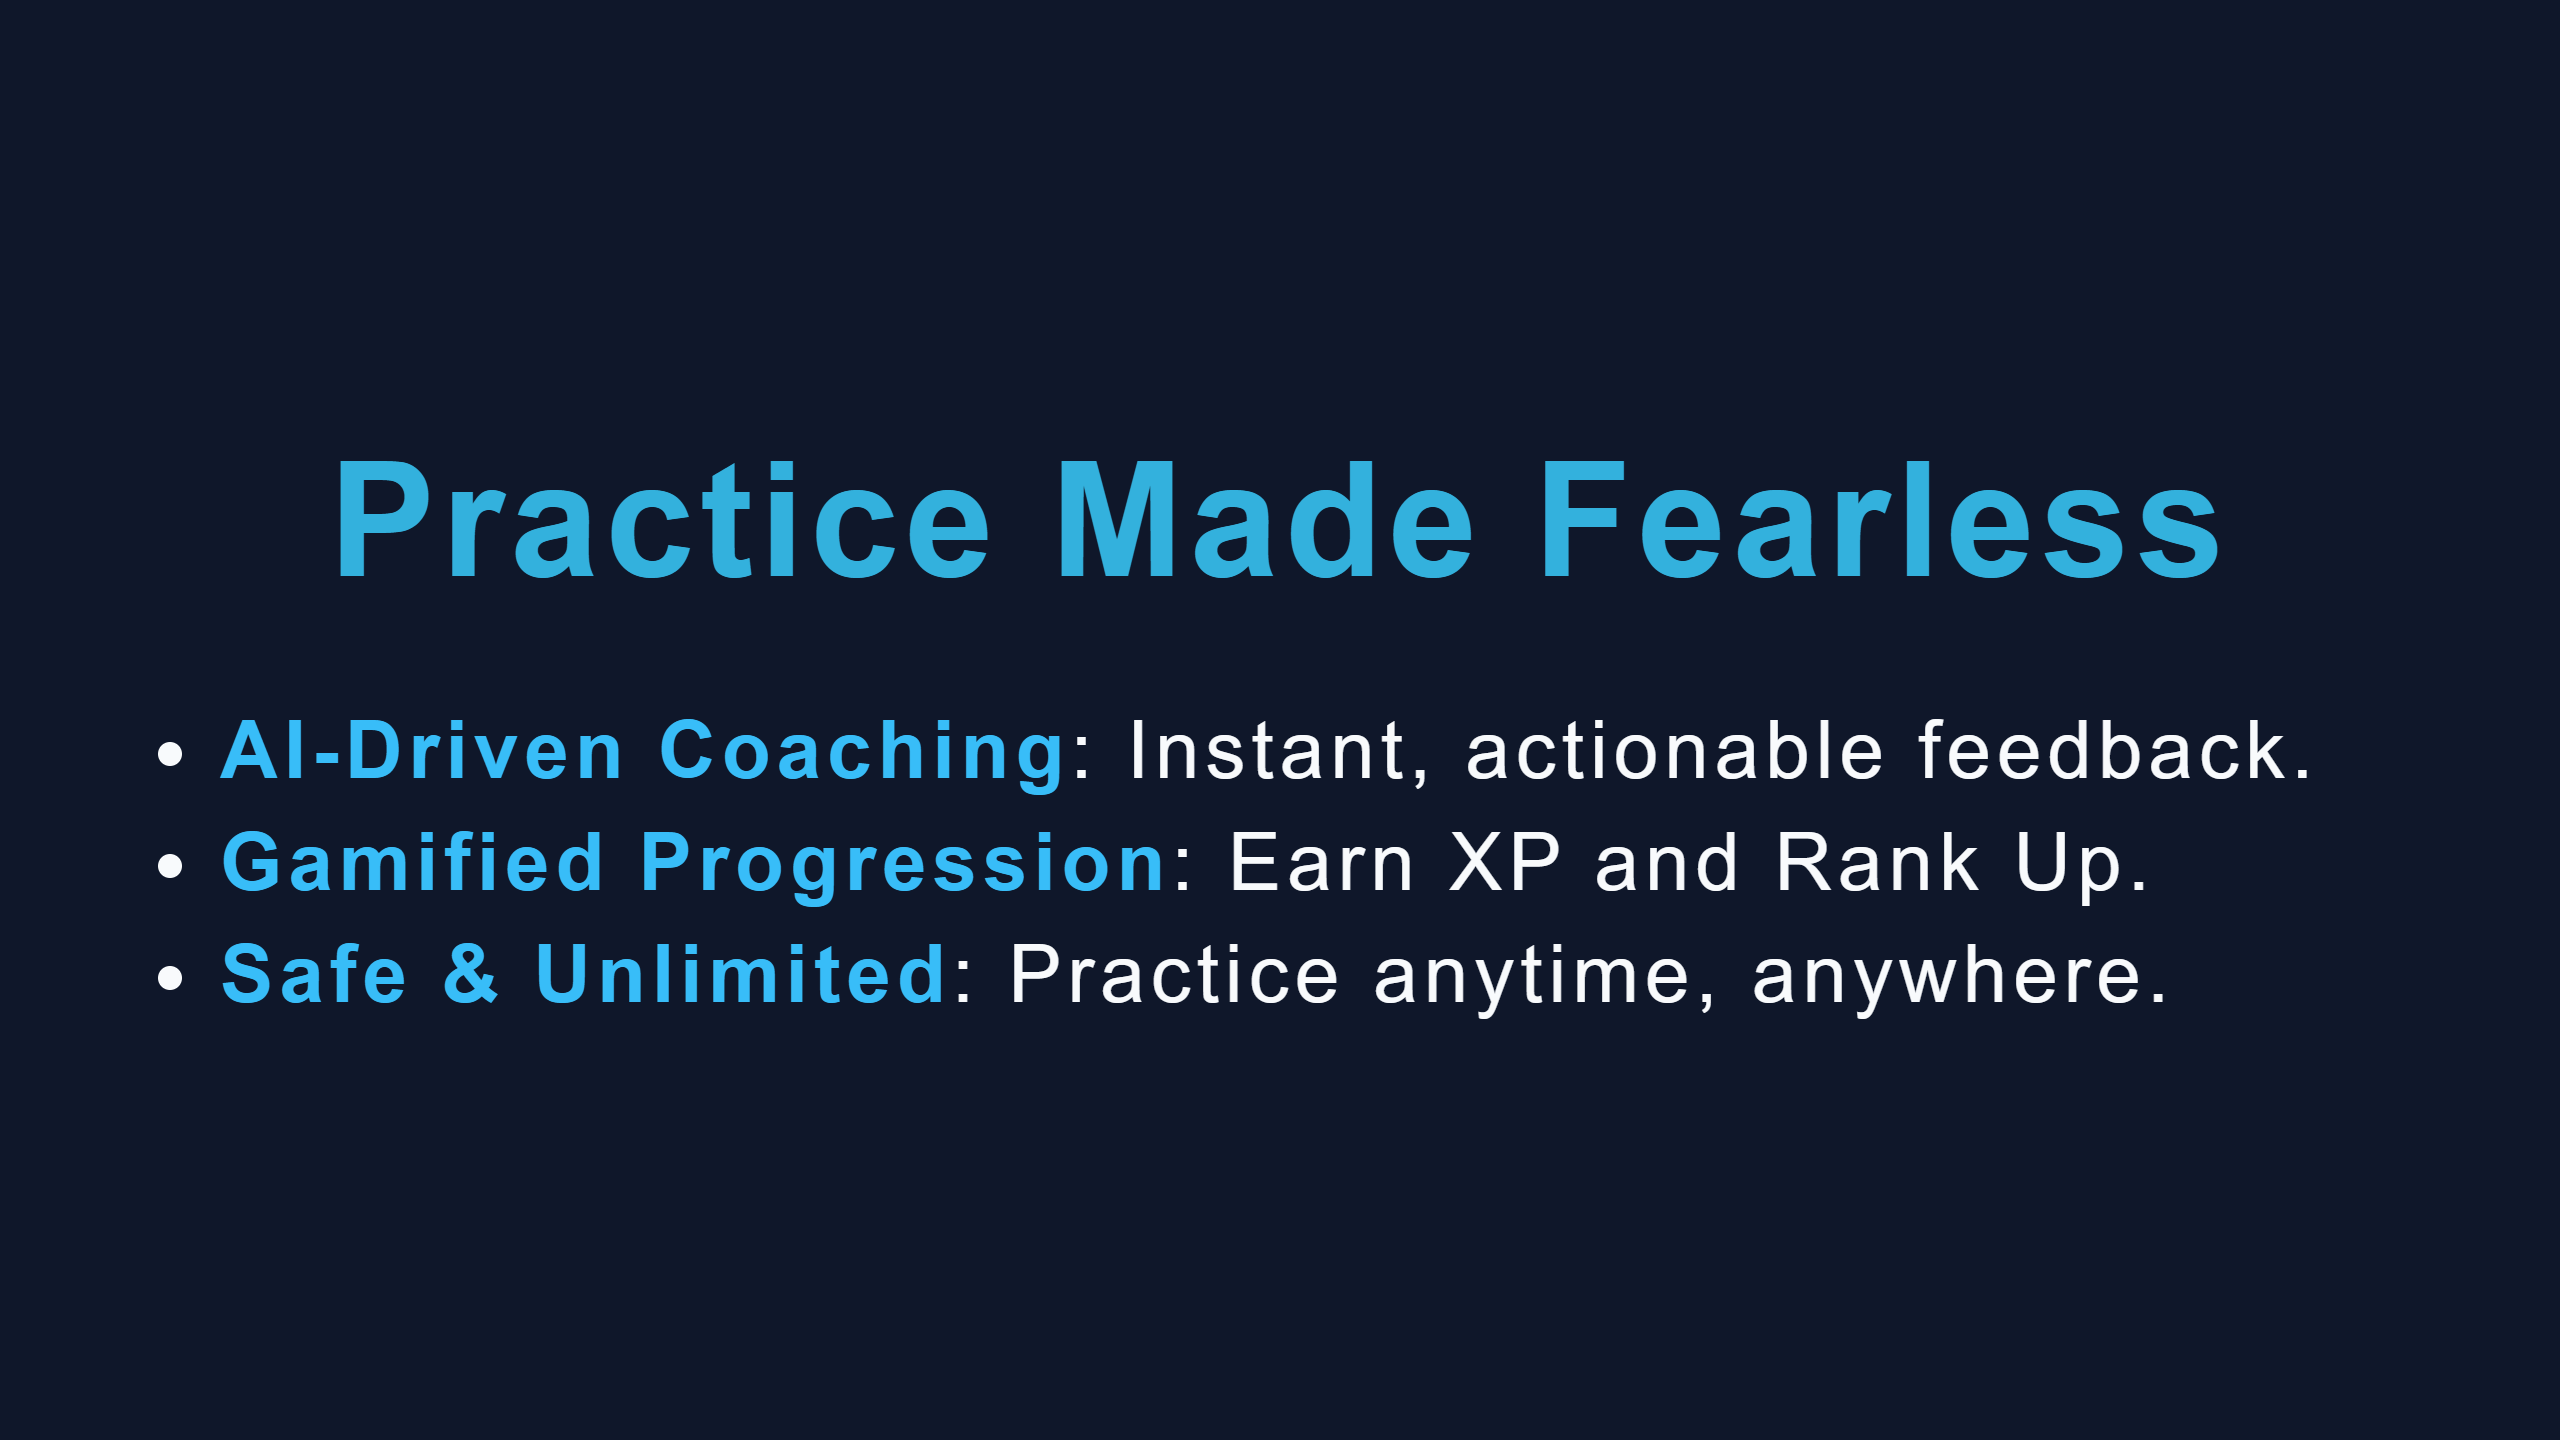 Practice Made Fearless
• AI-Driven Coaching: Instant, actionable feedback.
• Gamified Progression: Earn XP and Rank Up.
• Safe & Unlimited: Practice anytime, anywhere.